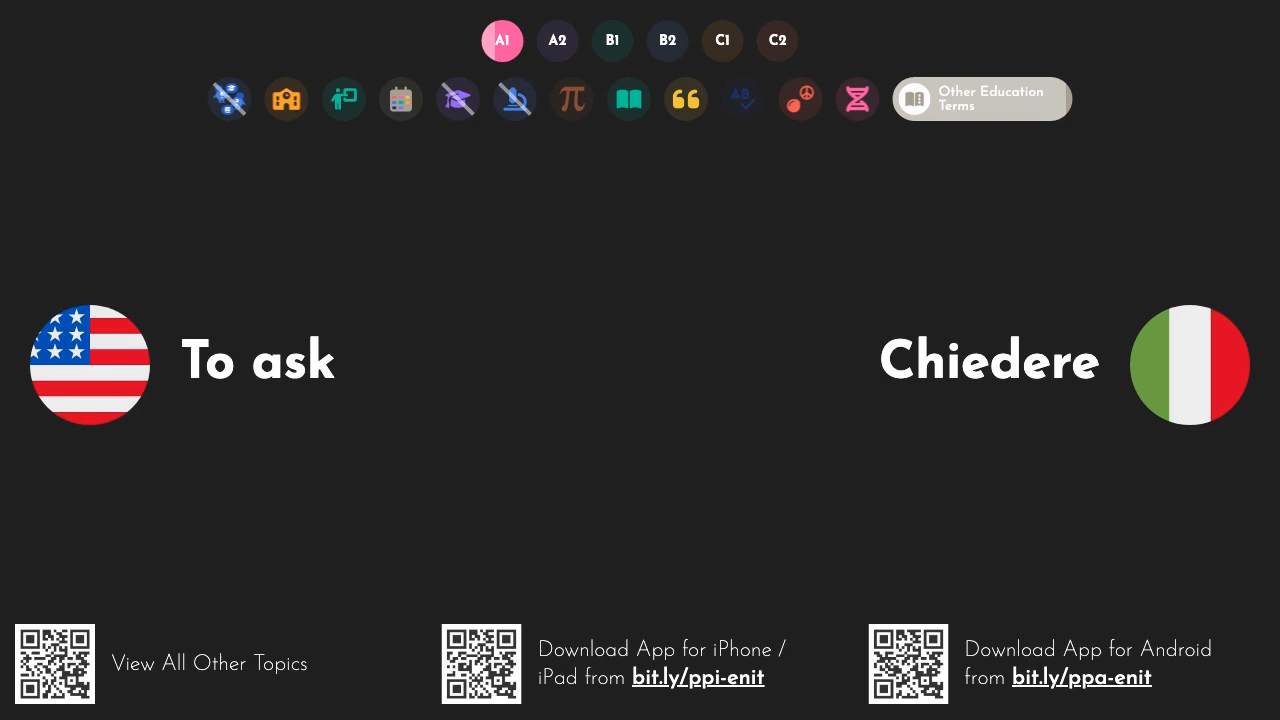 A1 A2 B1 B2 C1 C2
Other Education
Terms
To ask
Chiedere
View All Other Topics
Download App for iPhone /
iPad from bit.ly/ppi-enit
Download App for Android
from bit.ly/ppa-enit